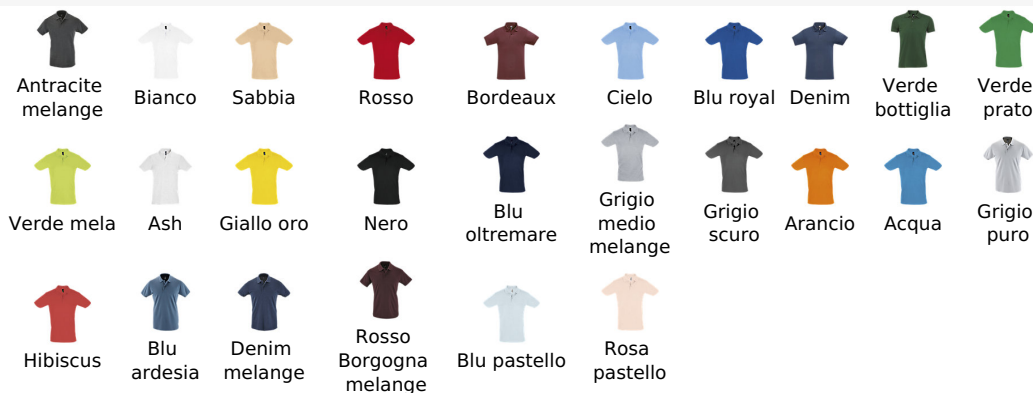 Antracite
melange
Bianco
Sabbia
Rosso
Bordeaux
Cielo
Blu royal
Denim
Verde
bottiglia
Verde
prato
Verde mela
Ash
Giallo oro
Nero
Blu
oltremare
Grigio
medio
melange
Grigio
scuro
Arancio
Acqua
Grigio
puro
Hibiscus
Blu
ardesia
Denim
melange
Rosso
Borgogna
melange
Blu pastello
Rosa
pastello